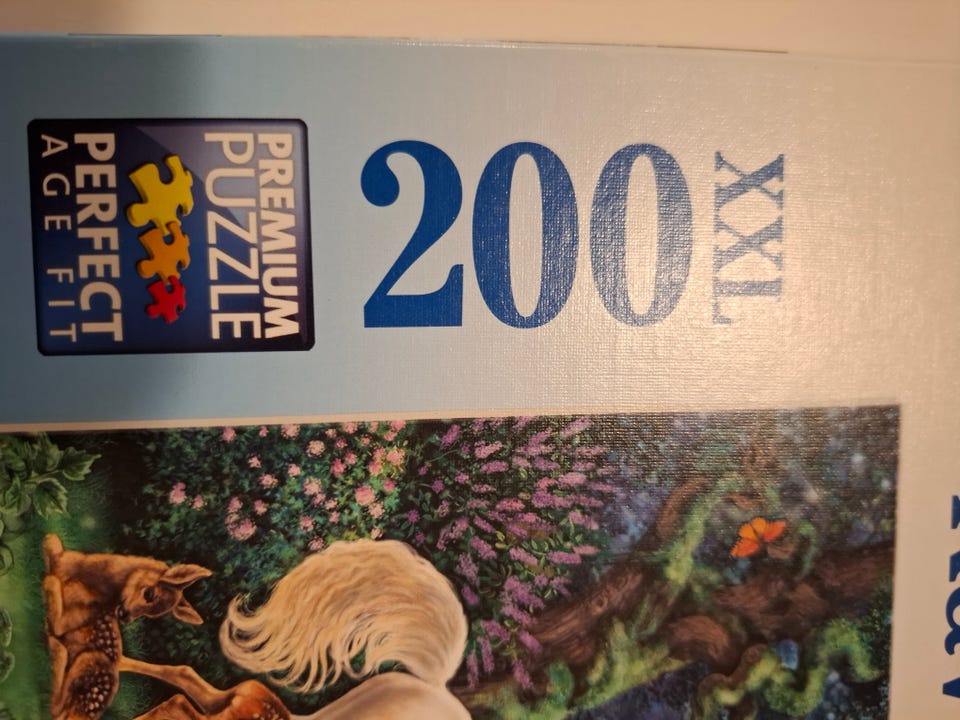 PREMIUM
PUZZLE
PERFECT
AGE FIT
200
XXL